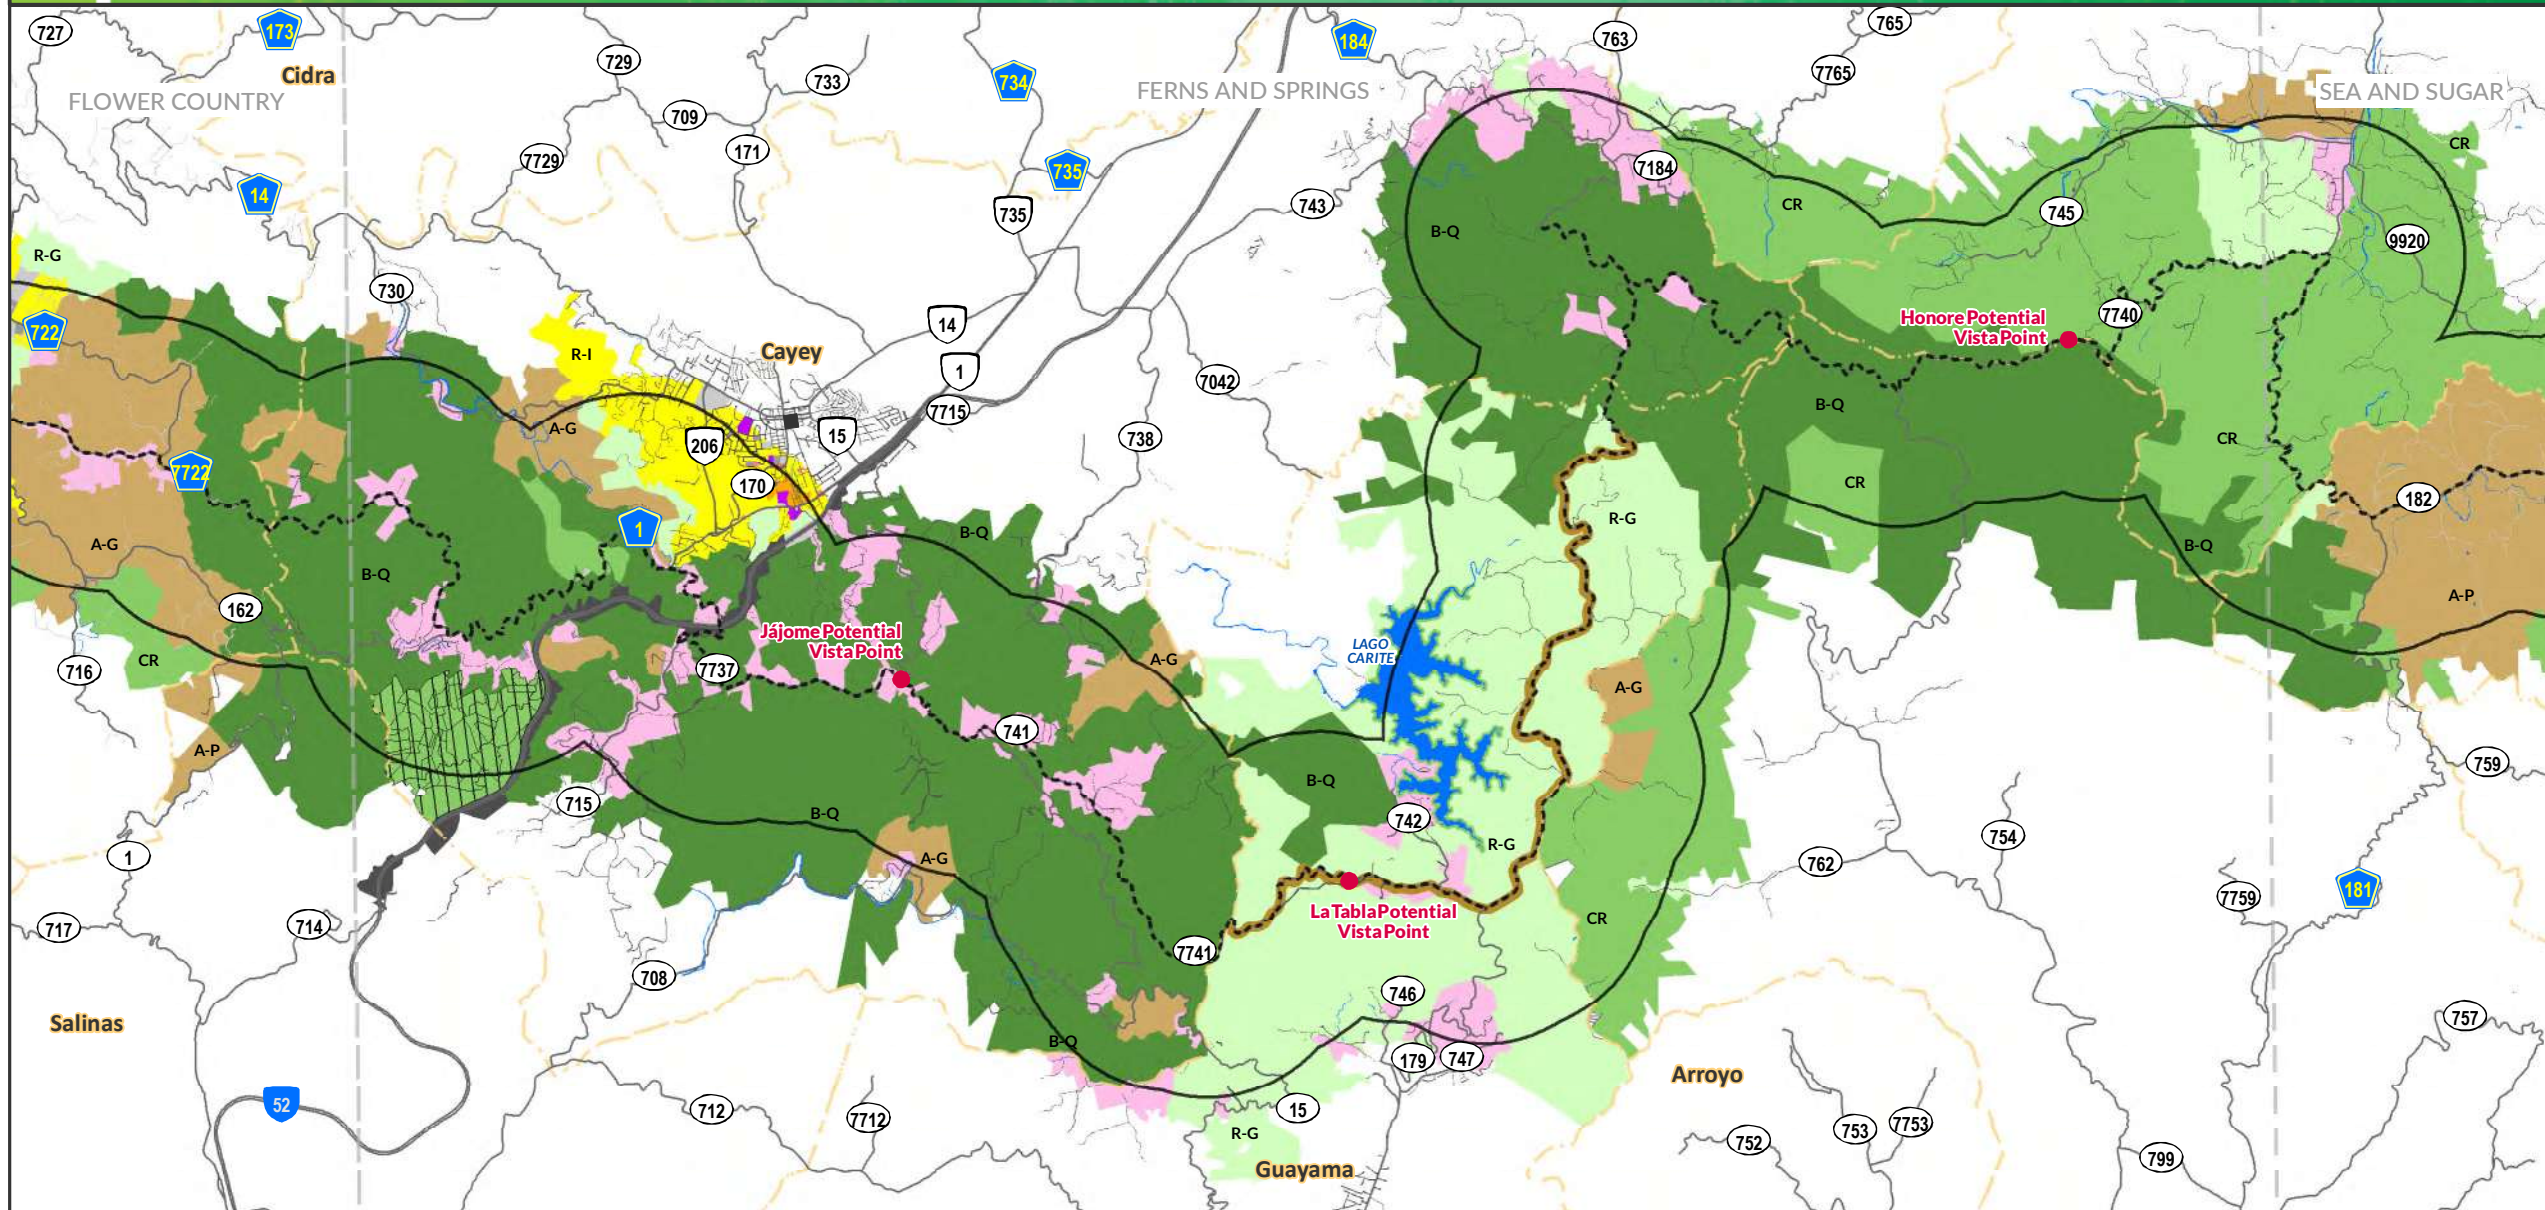 727
173
Cidra
FLOWER COUNTRY
729
733
709
7729
171
14
734
735
735
FERNS AND SPRINGS
184
763
765
7765
SEA AND SUGAR
CR
7184
CR
743
B-Q
745
9920
R-G
730
722
R-I
Cayey
14
1
7715
15
206
170
A-G
7042
738
Honore Potential
Vista Point
7740
B-Q
CR
CR
182
7722
A-G
B-Q
1
B-Q
R-G
B-Q
A-P
162
CR
716
A-P
Jájome Potential
Vista Point
7737
A-G
741
LAGO
CARITE
A-G
B-Q
742
R-G
715
B-Q
A-G
1
717
714
708
7741
La Tabla Potential
Vista Point
CR
762
754
759
7759
181
Salinas
52
712
7712
B-Q
746
179
747
15
R-G
Guayama
Arroyo
752
753
7753
799
757